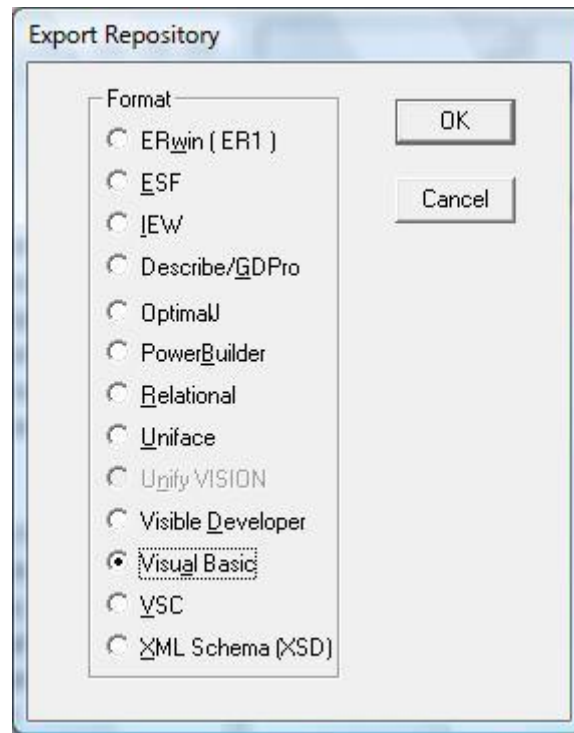 Export Repository
Format
ERwin ( ER1 )
ESF
IEW
Describe/GDPro
OptimalJ
PowerBuilder
Relational
Uniface
Unify VISION
Visible Developer
Visual Basic
VSC
XML Schema (XSD)
OK
Cancel